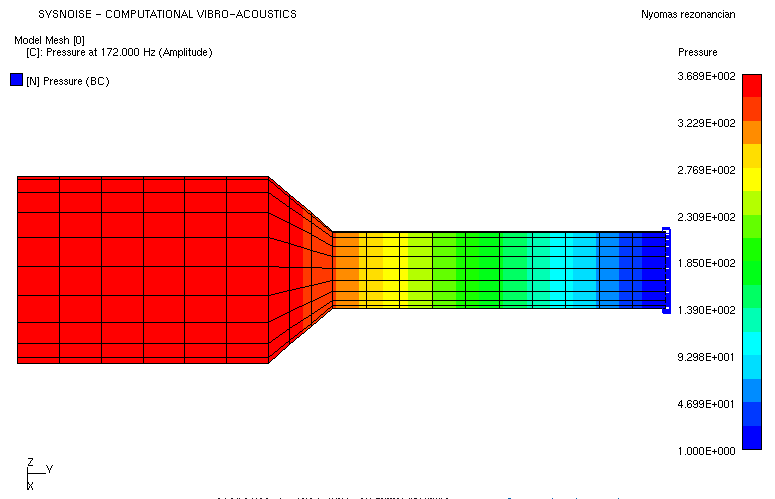 SYSNOISE - COMPUTATIONAL VIBRO-ACOUSTICS
Nyomas rezonancian
Model Mesh [0]
[C]: Pressure at 172.000 Hz (Amplitude)
[N] Pressure (BC)
Pressure
3.689E+002
3.229E+002
2.769E+002
2.309E+002
1.850E+002
1.390E+002
9.298E+001
4.699E+001
1.000E+000
Z
Y
X